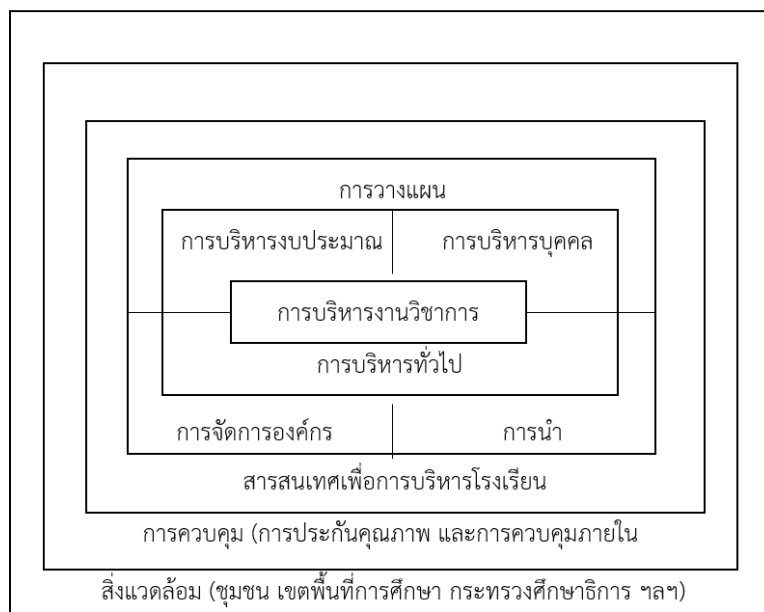 การวางแผน
การบริหารงบประมาณ
การบริหารบุคคล
การบริหารงานวิชาการ
การบริหารทั่วไป
การจัดการองค์กร
การนำ
สารสนเทศเพื่อการบริหารโรงเรียน
การควบคุม (การประกันคุณภาพ และการควบคุมภายใน
สิ่งแวดล้อม (ชุมชน เขตพื้นที่การศึกษา กระทรวงศึกษาธิการ ฯลฯ)